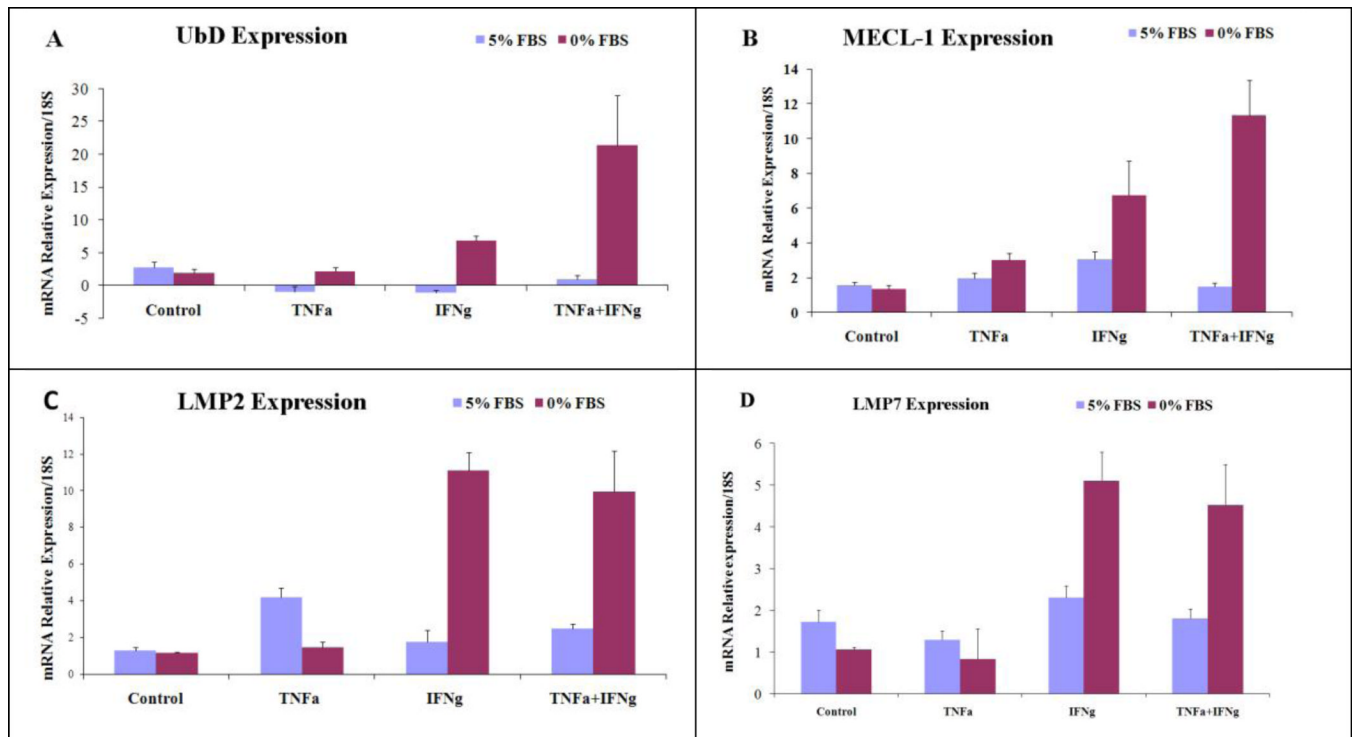 A
UbD Expression
5% FBS 0% FBS
mRNA Relative Expression/18S
30
25
20
15
10
5
0
-5
Control TNFa IFNg TNFa+IFNg
B
MECL-1 Expression
5% FBS 0% FBS
mRNA Relative Expression/18S
14
12
10
8
6
4
2
0
Control TNFa IFNg TNFa+IFNg
C
LMP2 Expression
5% FBS 0% FBS
mRNA Relative Expression/18S
14
12
10
8
6
4
2
0
Control TNFa IFNg TNFa+IFNg
D
LMP7 Expression
5% FBS 0% FBS
mRNA Relative expression/18S
6
5
4
3
2
1
0
Control TNFa IFNg TNFa+IFNg